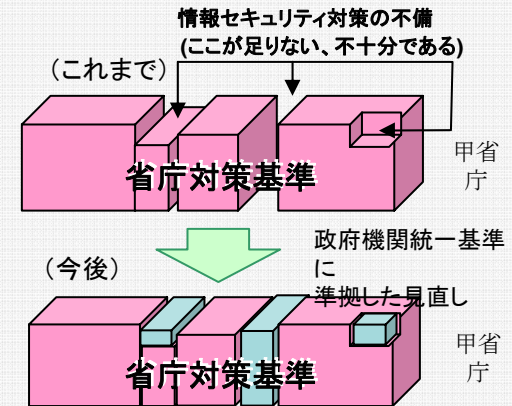 情報セキュリティ対策の不備
(ここが足りない、不十分である)
（これまで）
省庁対策基準
甲省
庁
政府機関統一基準
に
準拠した見直し
（今後）
省庁対策基準
甲省
庁